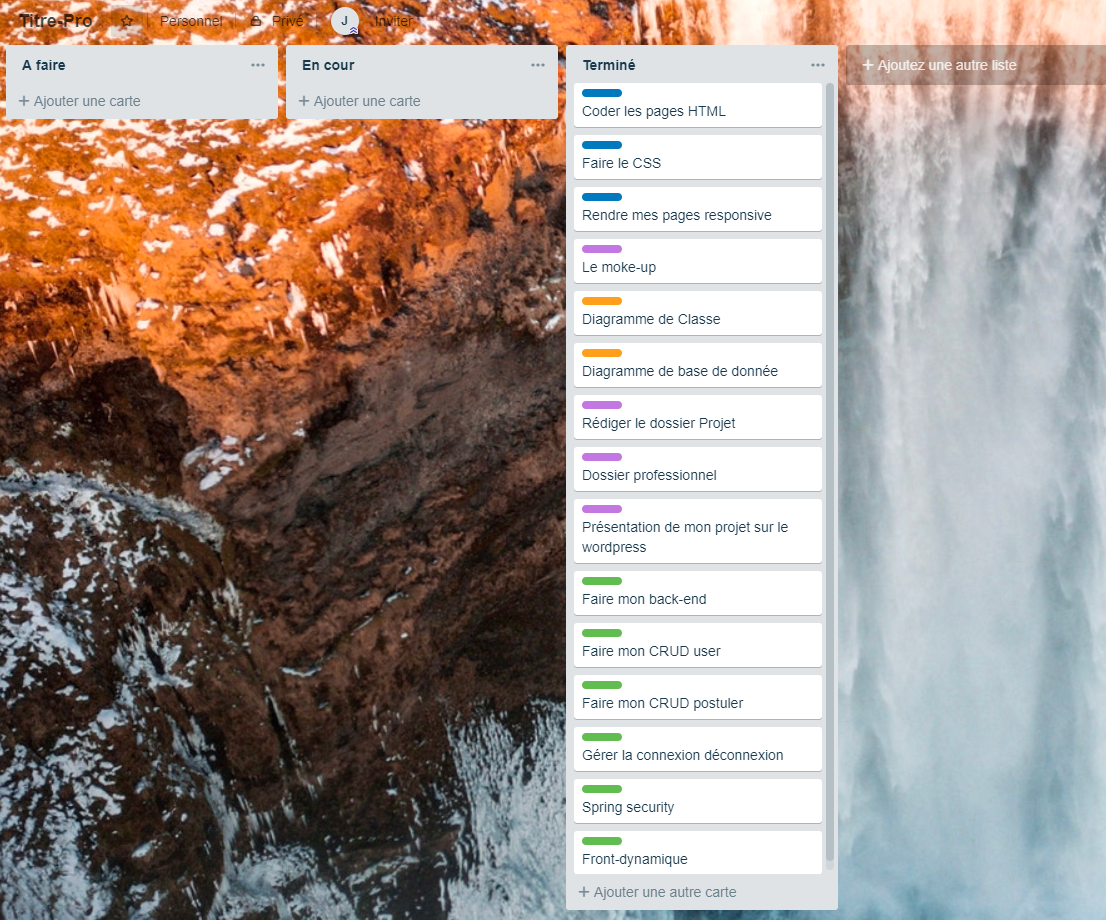 Titre-Pro
Personnel
Privé
J
Inviter
A faire
+ Ajouter une carte
En cour
+ Ajouter une carte
Terminé
Coder les pages HTML
Faire le CSS
Rendre mes pages responsive
Le moke-up
Diagramme de Classe
Diagramme de base de donnée
Rédiger le dossier Projet
Dossier professionnel
Présentation de mon projet sur le
wordpress
Faire mon back-end
Faire mon CRUD user
Faire mon CRUD postuler
Gérer la connexion déconnexion
Spring security
Front-dynamique
+ Ajouter une autre carte
+ Ajoutez une autre liste